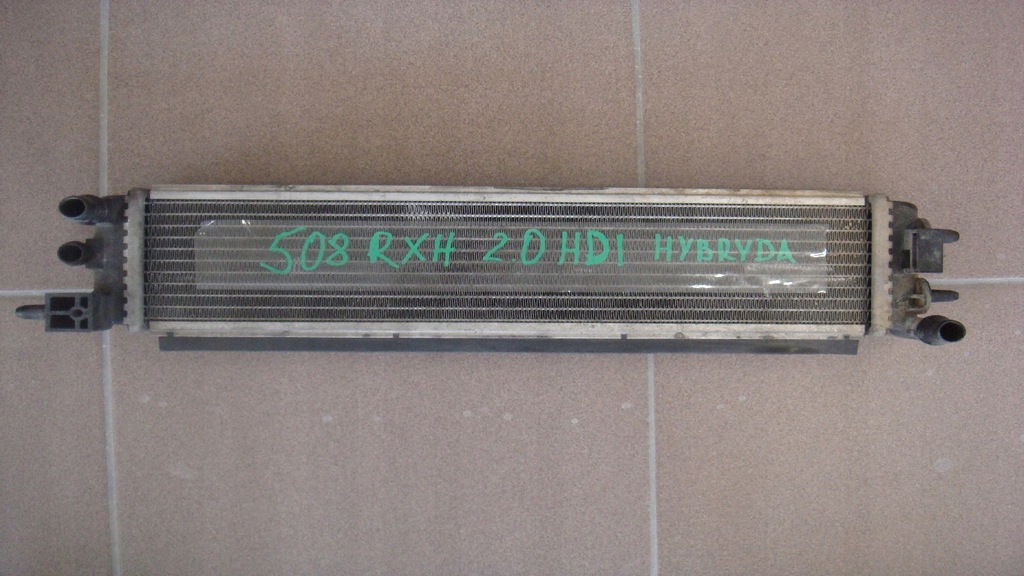 508 RXH 2.0 HDI HYBRYDA